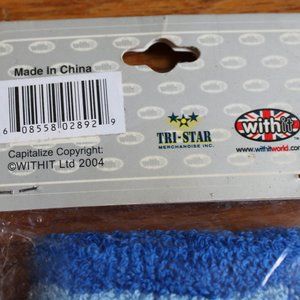 Made in China
6 08558 02892 9
Capitalize Copyright:
©WITHIT Ltd 2004
TRI-STAR
MERCHANDISE INC.
withit
www.withitworld.com